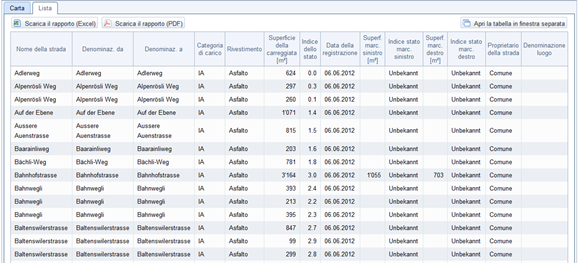 Carta Lista
Scarica il rapporto (Excel) Scarica il rapporto (PDF) Apri la tabella in finestra separata
Nome della strada Denominaz. da Denominaz. a Categoria di carico Rivestimento Superficie della carreggiata [m²] Indice dello stato Data della registrazione Superf. marc. sinistro [m²] Indice stato marc. sinistro Superf. marc. destro [m²] Indice stato marc. destro Proprietario della strada Denominazione luogo
Adlerweg Adlerweg Adlerweg IA Asfalto 624 0.0 06.06.2012 Unbekannt Unbekannt Comune
Alpenrösli Weg Alpenrösli Weg Alpenrösli Weg IA Asfalto 297 0.3 06.06.2012 Unbekannt Unbekannt Comune
Alpenrösli Weg Alpenrösli Weg Alpenrösli Weg IA Asfalto 260 0.1 06.06.2012 Unbekannt Unbekannt Comune
Auf der Ebene Auf der Ebene Auf der Ebene IA Asfalto 1'071 1.4 06.06.2012 Unbekannt Unbekannt Comune
Aussere Auenstrasse Aussere Auenstrasse Aussere Auenstrasse IA Asfalto 815 1.5 06.06.2012 Unbekannt Unbekannt Comune
Baarainliweg Baarainliweg Baarainliweg IA Asfalto 203 1.6 06.06.2012 Unbekannt Unbekannt Comune
Bächli-Weg Bächli-Weg Bächli-Weg IA Asfalto 781 1.8 06.06.2012 Unbekannt Unbekannt Comune
Bahnhofstrasse Bahnhofstrasse Bahnhofstrasse IA Asfalto 3'164 3.0 06.06.2012 1'055 Unbekannt 703 Unbekannt Comune
Bahnwegli Bahnwegli Bahnwegli IA Asfalto 393 2.4 06.06.2012 Unbekannt Unbekannt Comune
Bahnwegli Bahnwegli Bahnwegli IA Asfalto 213 2.2 06.06.2012 Unbekannt Unbekannt Comune
Bahnwegli Bahnwegli Bahnwegli IA Asfalto 395 2.3 06.06.2012 Unbekannt Unbekannt Comune
Baltenswilerstrasse Baltenswilerstrasse Baltenswilerstrasse IA Asfalto 847 2.7 06.06.2012 Unbekannt Unbekannt Comune
Baltenswilerstrasse Baltenswilerstrasse Baltenswilerstrasse IA Asfalto 99 2.9 06.06.2012 Unbekannt Unbekannt Comune
Baltenswilerstrasse Baltenswilerstrasse Baltenswilerstrasse IA Asfalto 299 2.8 06.06.2012 Unbekannt Unbekannt Comune